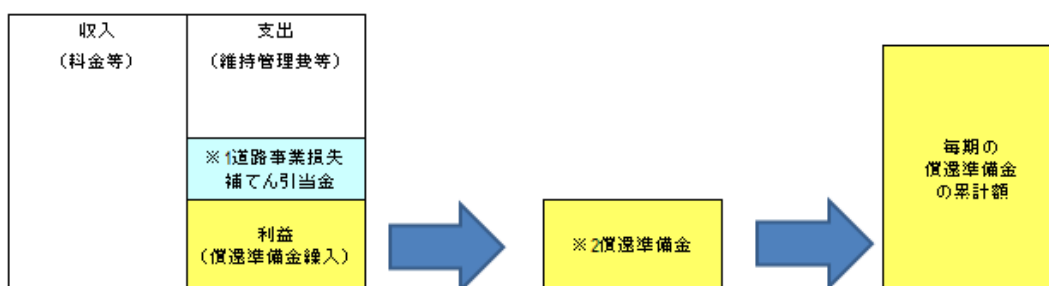 収入
（料金等）
支出
（維持管理費等）
※1道路事業損失
補てん引当金
利益
（償還準備金繰入）
※2償還準備金
毎期の
償還準備金
の累計額